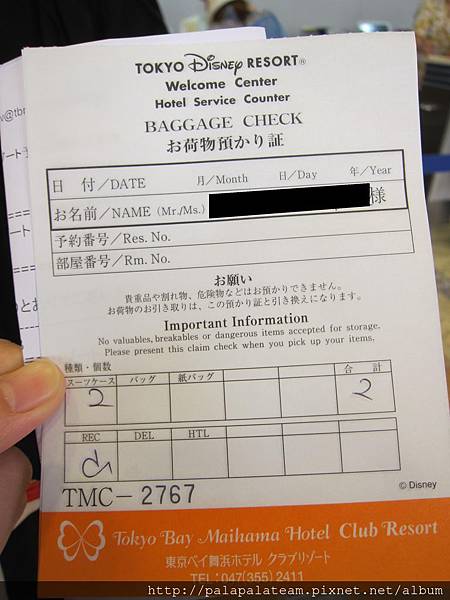 TOKYO Disney RESORT®
Welcome Center
Hotel Service Counter
BAGGAGE CHECK
お荷物預かり証
日 付/DATE 月/Month 日/Day 年/Year
お名前/NAME (Mr./Ms.) 様
予約番号/Res. No.
部屋番号/Rm. No.
お願い
貴重品や割れ物、危険物などはお預かりできません。
お荷物のお引き取りは、この預かり証と引き換えになります。
Important Information
No valuables, breakables or dangerous items accepted for storage.
Please present this claim check when you pick up your items.
種類・個数
スーツケース バッグ 紙バッグ 合 計
2 2
REC DEL HTL
TMC-2767
© Disney
Tokyo Bay Maihama Hotel Club Resort
東京ベイ舞浜ホテル クラブリゾート
TEL:047(355)2411
http://palapalateam.pixnet.net/album